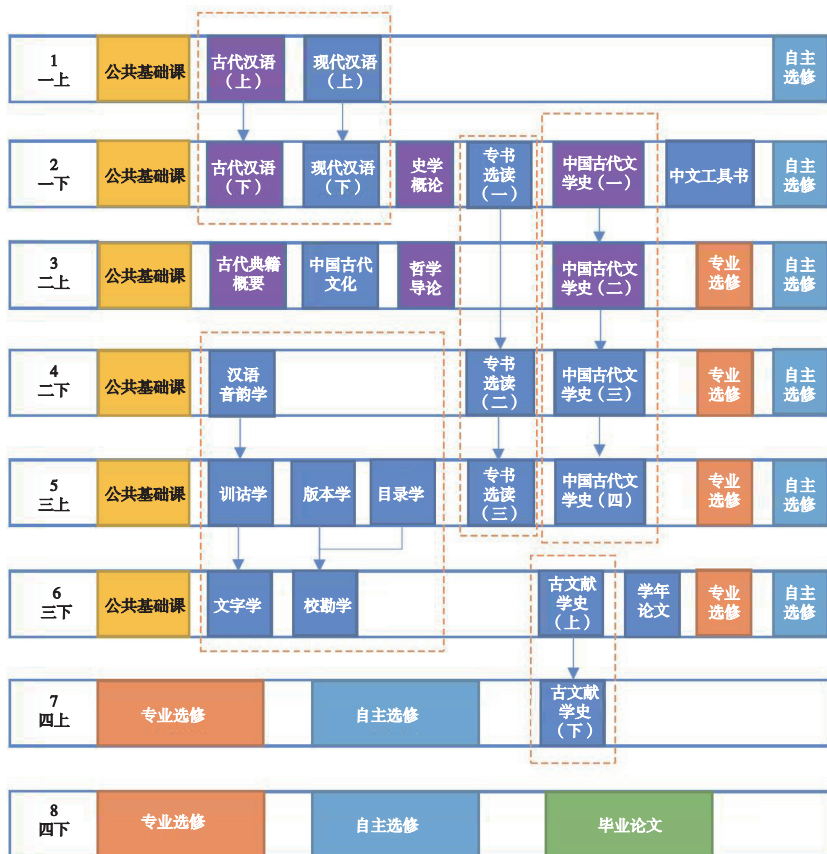 1
一上
公共基础课
古代汉语
（上）
现代汉语
（上）
自主
选修
2
一下
公共基础课
古代汉语
（下）
现代汉语
（下）
史学
概论
专书
选读
（一）
中国古代文
学史（一）
中文工具书
自主
选修
3
二上
公共基础课
古代典籍
概要
中国古代
文化
哲学
导论
中国古代文
学史（二）
专业
选修
自主
选修
4
二下
公共基础课
汉语
音韵学
专书
选读
（二）
中国古代文
学史（三）
专业
选修
自主
选修
5
三上
公共基础课
训诂学
版本学
目录学
专书
选读
（三）
中国古代文
学史（四）
专业
选修
自主
选修
6
三下
公共基础课
文字学
校勘学
古文献
学史
（上）
学年
论文
专业
选修
自主
选修
7
四上
专业选修
自主选修
古文献
学史
（下）
8
四下
专业选修
自主选修
毕业论文